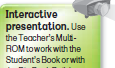 Interactive
presentation. Use
the Teacher's Multi-
ROM to work with the
Student's Book or with